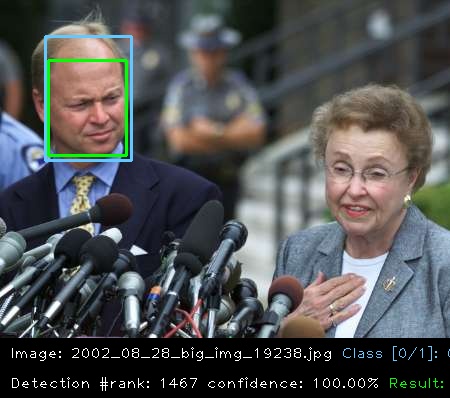 Image: 2002_08_28_big_img_19238.jpg Class [0/1]:
Detection #rank: 1467 confidence: 100.00% Result: